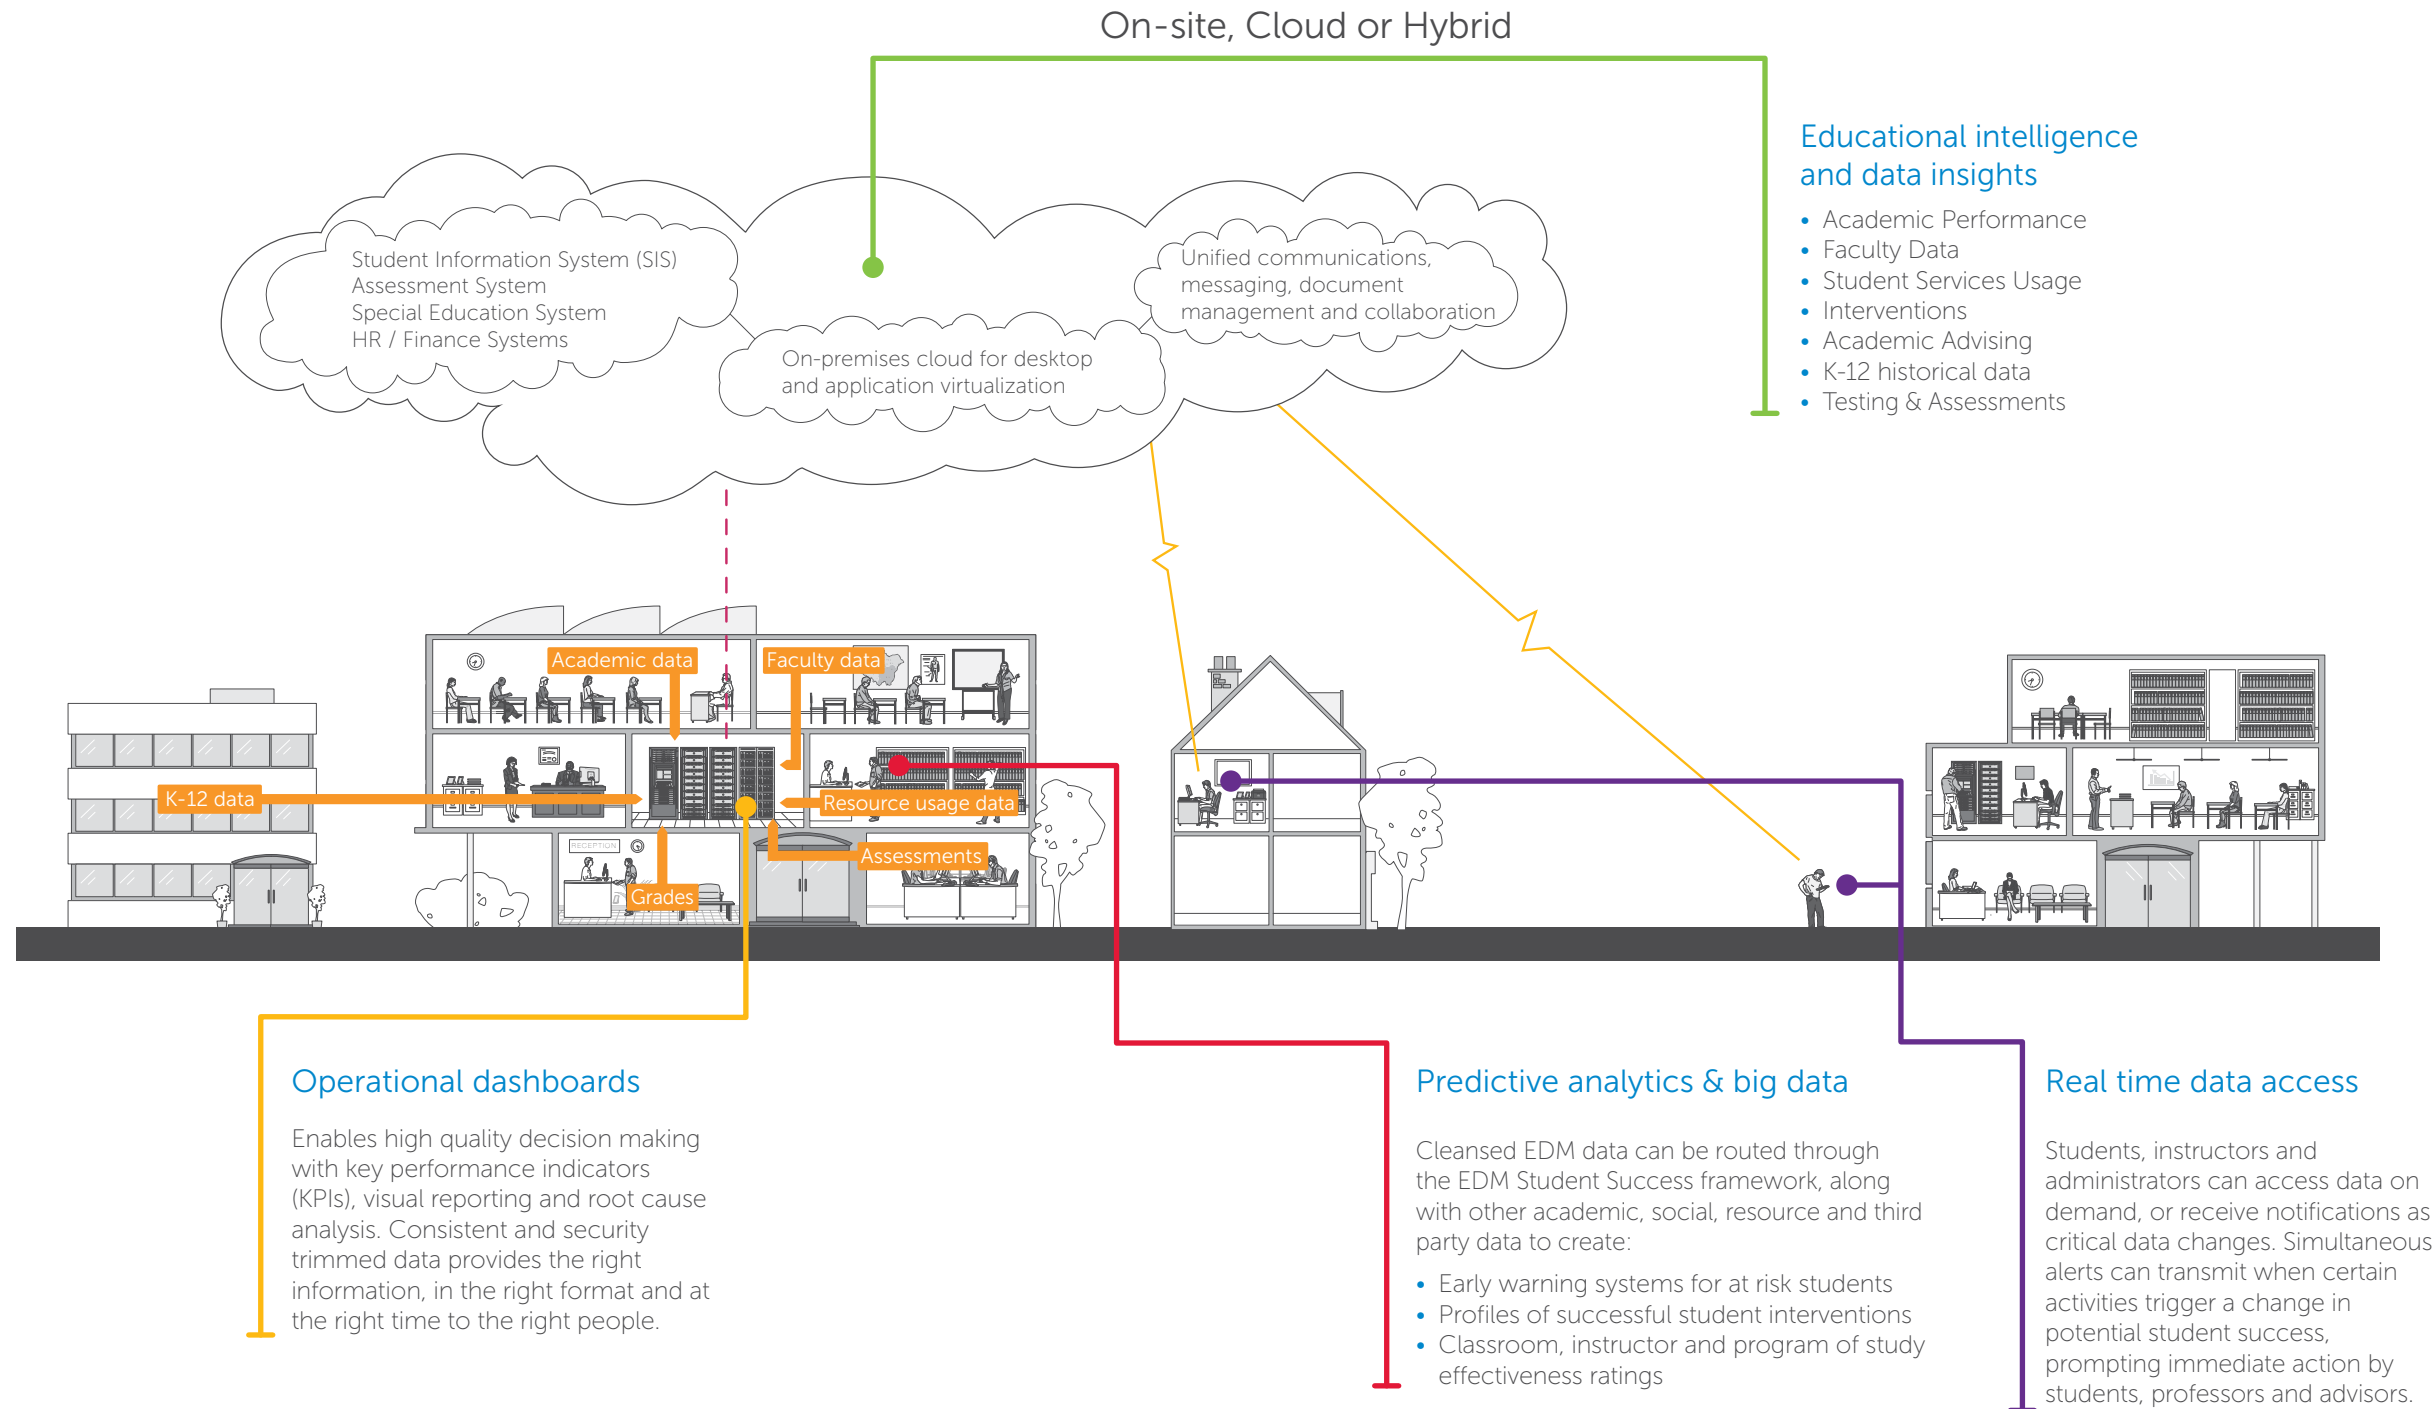 On-site, Cloud or Hybrid
Educational intelligence
and data insights
• Academic Performance
• Faculty Data
• Student Services Usage
• Interventions
• Academic Advising
• K-12 historical data
• Testing & Assessments
Student Information System (SIS)
Assessment System
Special Education System
HR / Finance Systems
On-premises cloud for desktop
and application virtualization
Unified communications,
messaging, document
management and collaboration
Academic data
Faculty data
K-12 data
Resource usage data
Assessments
RECEPTION
Grades
Operational dashboards
Enables high quality decision making
with key performance indicators
(KPIs), visual reporting and root cause
analysis. Consistent and security
trimmed data provides the right
information, in the right format and at
the right time to the right people.
Predictive analytics & big data
Cleansed EDM data can be routed through
the EDM Student Success framework, along
with other academic, social, resource and third
party data to create:
• Early warning systems for at risk students
• Profiles of successful student interventions
• Classroom, instructor and program of study
effectiveness ratings
Real time data access
Students, instructors and
administrators can access data on
demand, or receive notifications as
critical data changes. Simultaneous
alerts can transmit when certain
activities trigger a change in
potential student success,
prompting immediate action by
students, professors and advisors.